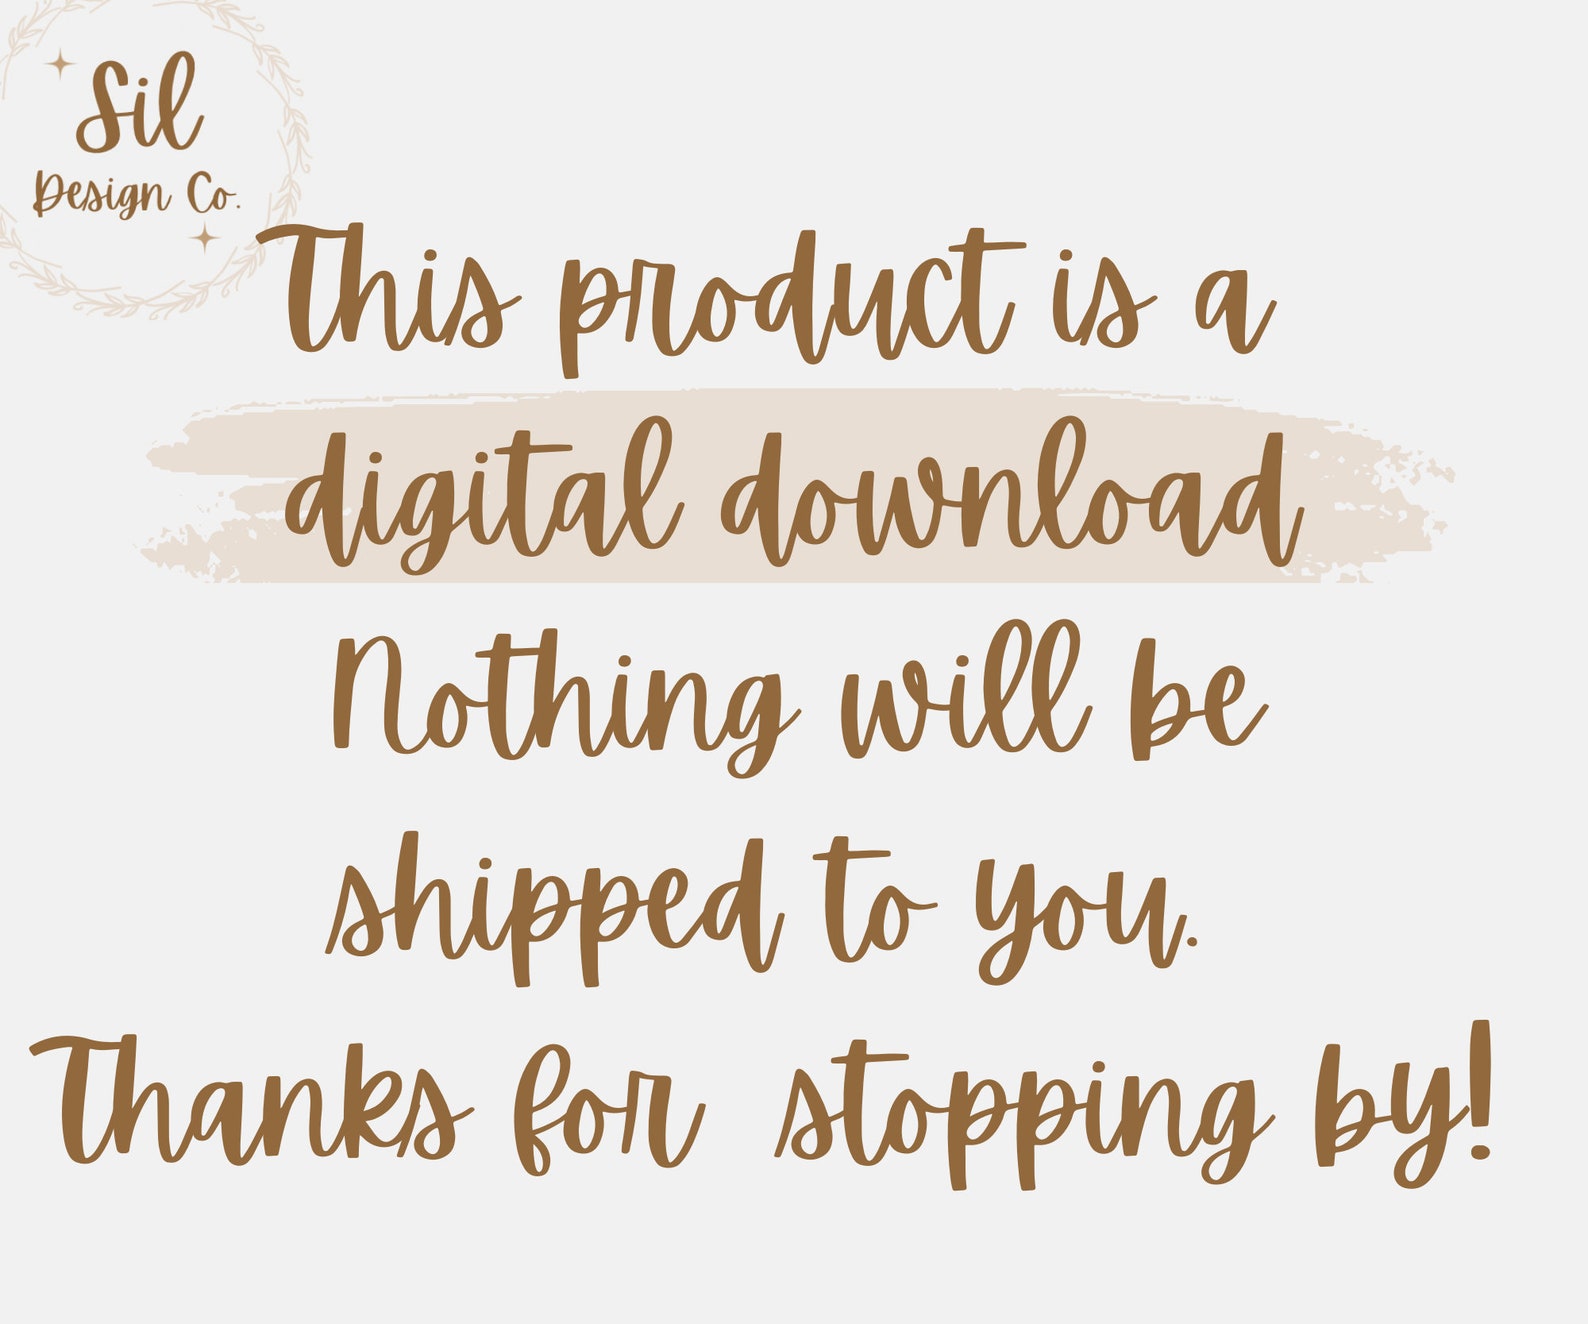 Sil
Design Co.
This product is a
digital download
Nothing will be
shipped to you.
Thanks for stopping by!